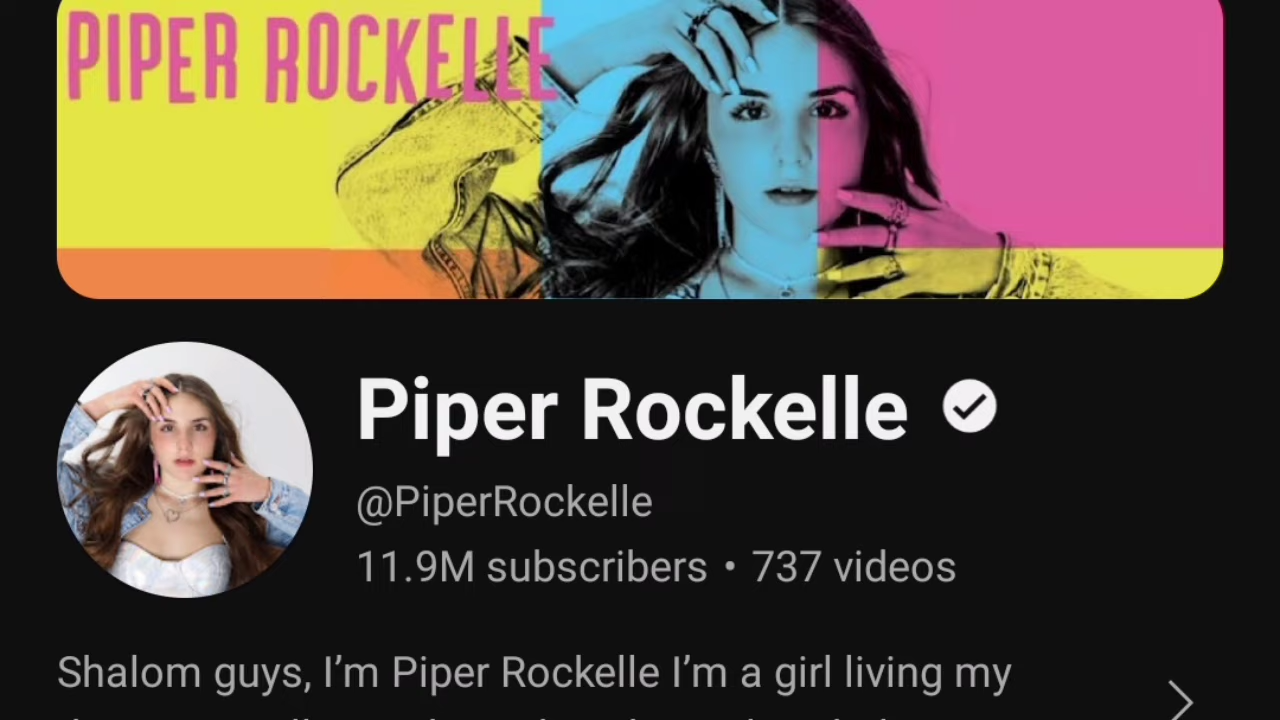 PIPER ROCKELLE
Piper Rockelle
@PiperRockelle
11.9M subscribers • 737 videos
Shalom guys, I’m Piper Rockelle I’m a girl living my